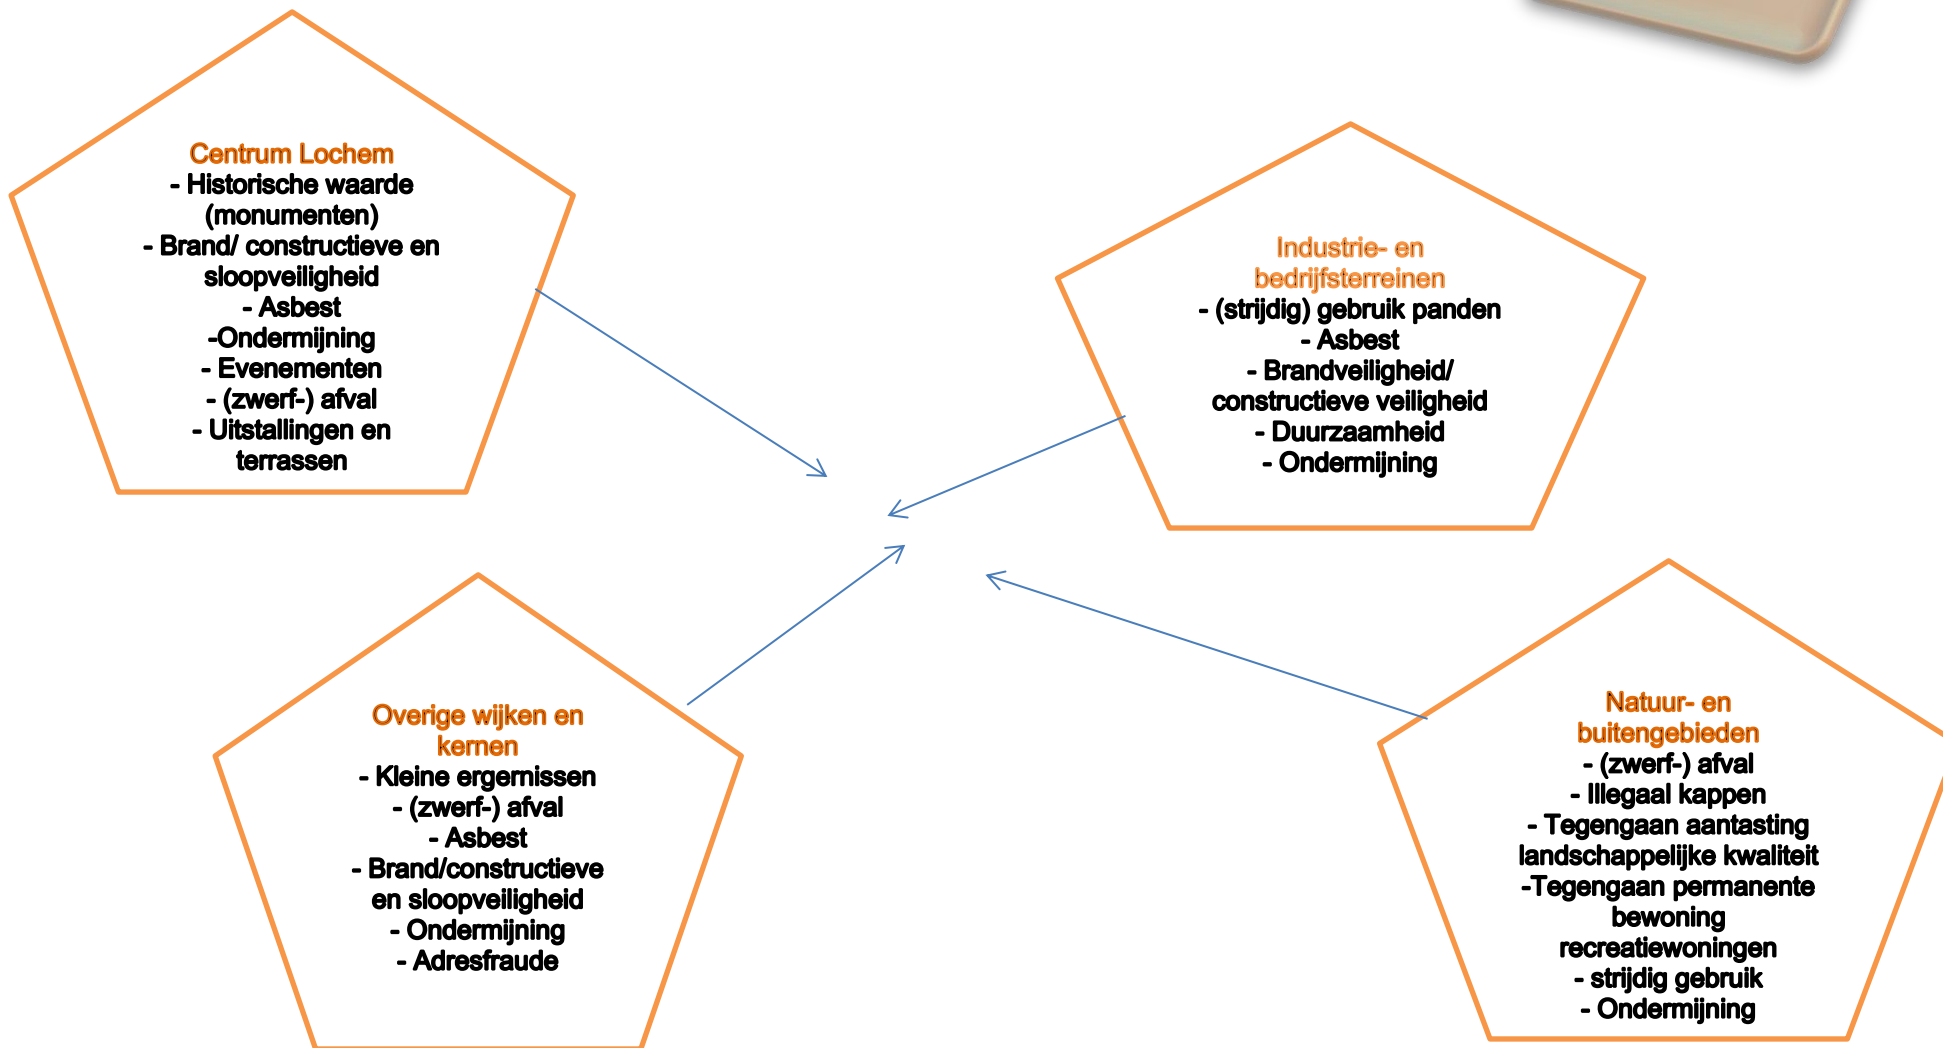 Centrum Lochem
- Historische waarde
(monumenten)
- Brand/ constructieve en
sloopveiligheid
- Asbest
-Ondermijning
- Evenementen
- (zwerf-) afval
- Uitstallingen en
terrassen
Industrie- en
bedrijfsterreinen
- (strijdig) gebruik panden
- Asbest
- Brandveiligheid/
constructieve veiligheid
- Duurzaamheid
- Ondermijning
Overige wijken en
kernen
- Kleine ergernissen
- (zwerf-) afval
- Asbest
- Brand/constructieve
en sloopveiligheid
- Ondermijning
- Adresfraude
Natuur- en
buitengebieden
- (zwerf-) afval
- Illegaal kappen
- Tegengaan aantasting
landschappelijke kwaliteit
-Tegengaan permanente
bewoning
recreatiewoningen
- strijdig gebruik
- Ondermijning